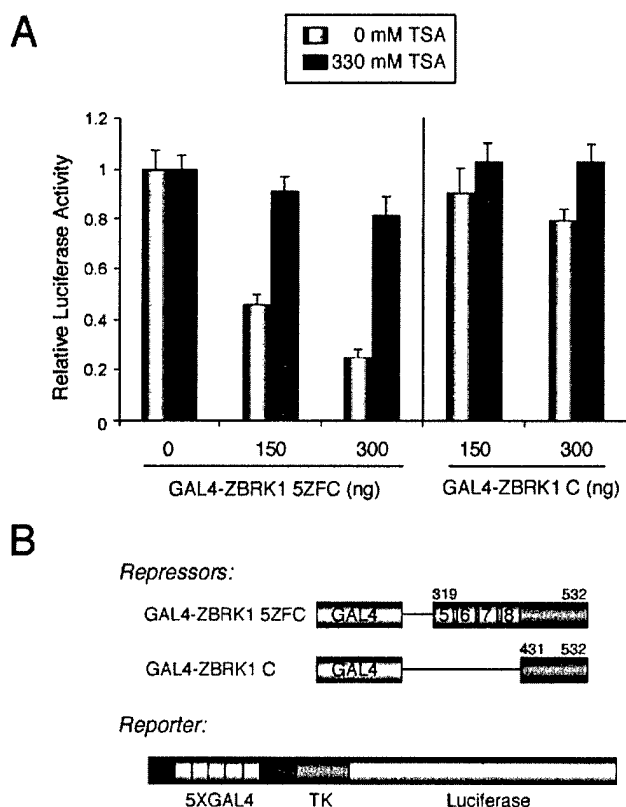 A
0 mM TSA
330 mM TSA
Relative Luciferase Activity
1.2
1
0.8
0.6
0.4
0.2
0
0 150 300 150 300
GAL4-ZBRK1 5ZFC (ng) GAL4-ZBRK1 C (ng)
B
Repressors:
319 532
GAL4-ZBRK1 5ZFC GAL4 5 6 7 8
431 532
GAL4-ZBRK1 C GAL4
Reporter:
5XGAL4 TK Luciferase